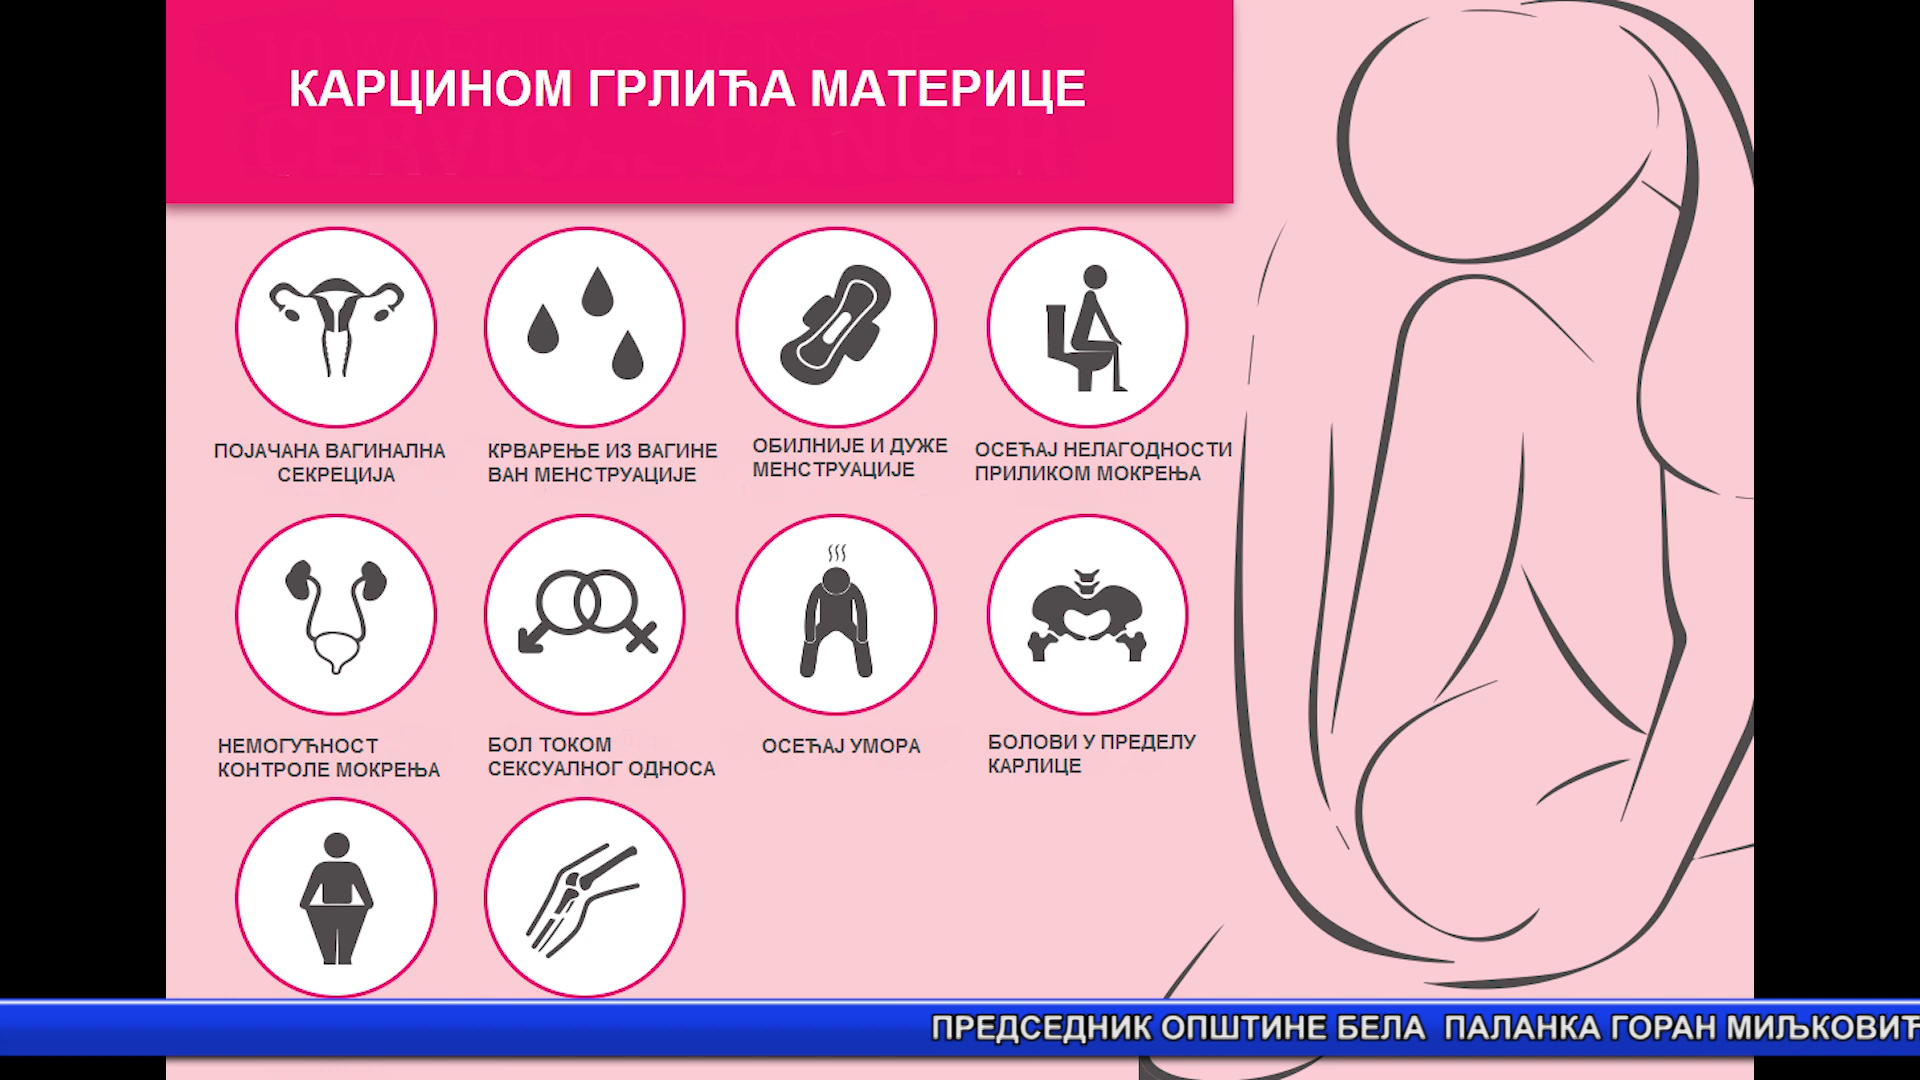 КАРЦИНОМ ГРЛИЋА МАТЕРИЦЕ
ПОЈАЧАНА ВАГИНАЛНА
СЕКРЕЦИЈА
КРВАРЕЊЕ ИЗ ВАГИНЕ
ВАН МЕНСТРУАЦИЈЕ
ОБИЛНИЈЕ И ДУЖЕ
МЕНСТРУАЦИЈЕ
ОСЕЋАЈ НЕЛАГОДНОСТИ
ПРИЛИКОМ МОКРЕЊА
НЕМОГУЋНОСТ
КОНТРОЛЕ МОКРЕЊА
БОЛ ТОКОМ
СЕКСУАЛНОГ ОДНОСА
ОСЕЋАЈ УМОРА
БОЛОВИ У ПРЕДЕЛУ
КАРЛИЦЕ
ПРЕДСЕДНИК ОПШТИНЕ БЕЛА ПАЛАНКА ГОРАН МИЉКОВИЋ